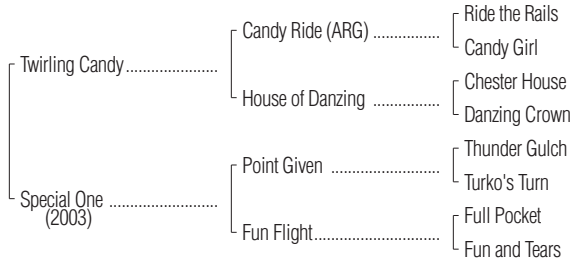 Ride the Rails
Candy Ride (ARG) ................
Candy Girl
Twirling Candy ......................
Chester House
House of Danzing ................
Danzing Crown
Thunder Gulch
Point Given ..........................
Turko's Turn
Special One ..........................
(2003)
Full Pocket
Fun Flight..............................
Fun and Tears